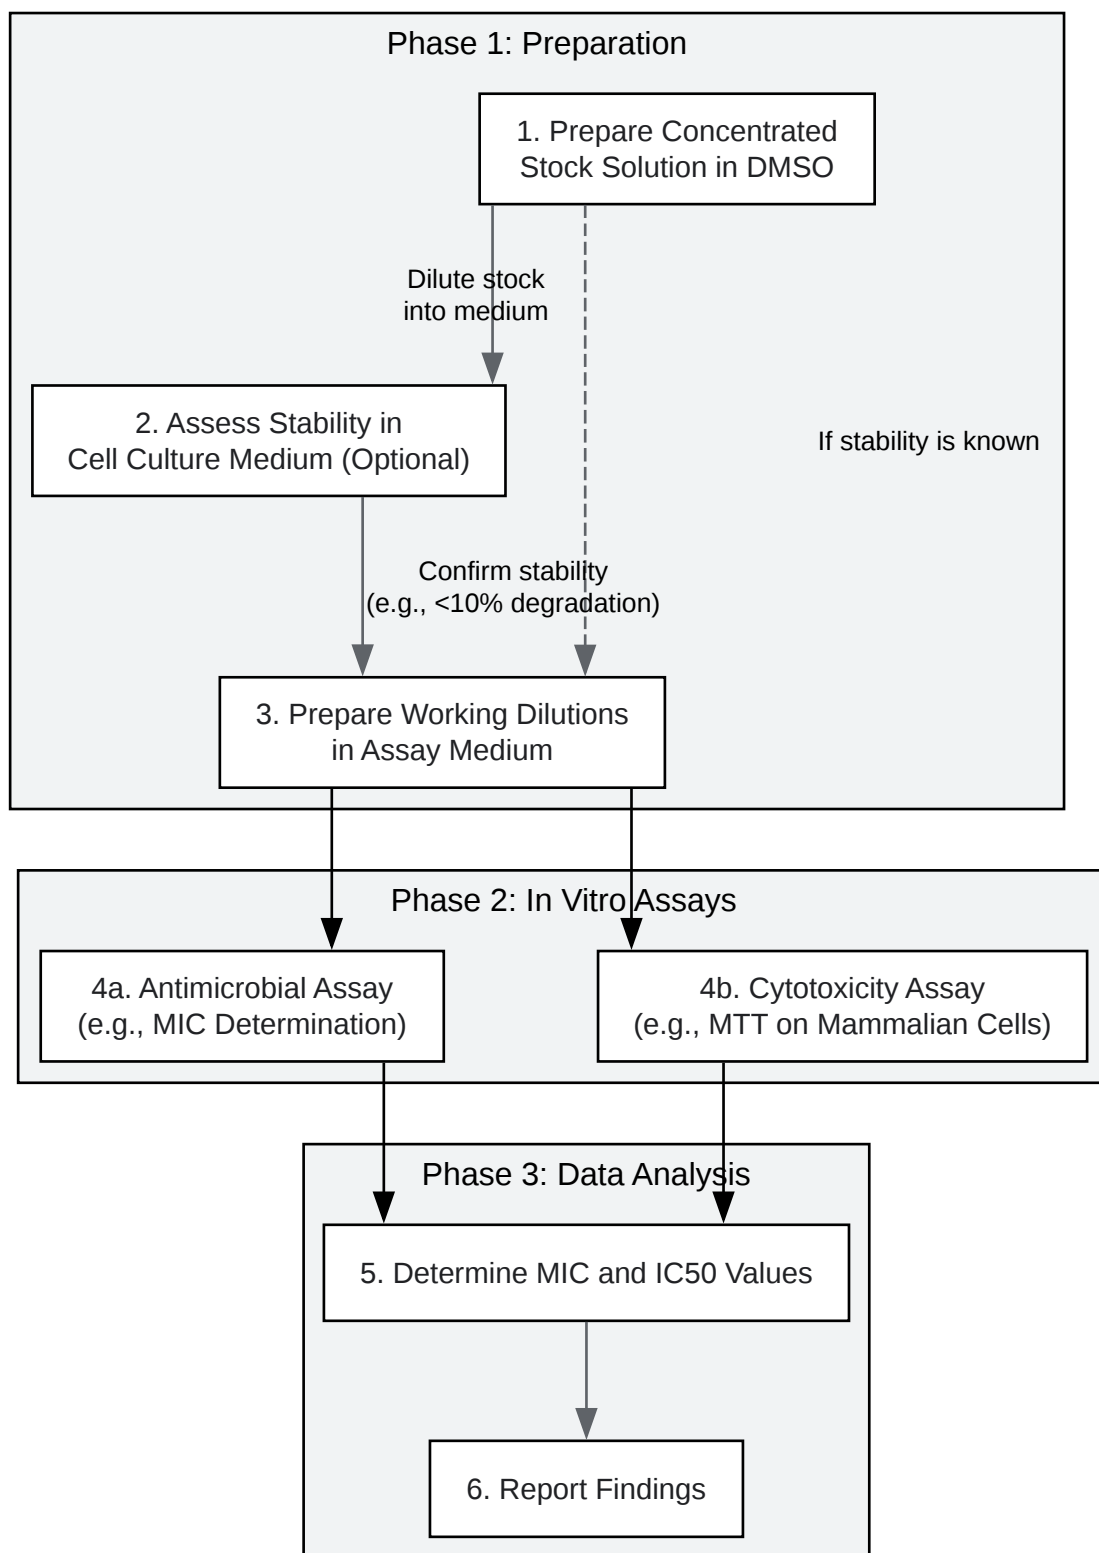 Phase 1: Preparation
1. Prepare Concentrated
Stock Solution in DMSO
Dilute stock
into medium
2. Assess Stability in
Cell Culture Medium (Optional)
If stability is known
Confirm stability
(e.g., <10% degradation)
3. Prepare Working Dilutions
in Assay Medium
Phase 2: In Vitro Assays
4a. Antimicrobial Assay
(e.g., MIC Determination)
4b. Cytotoxicity Assay
(e.g., MTT on Mammalian Cells)
Phase 3: Data Analysis
5. Determine MIC and IC50 Values
6. Report Findings